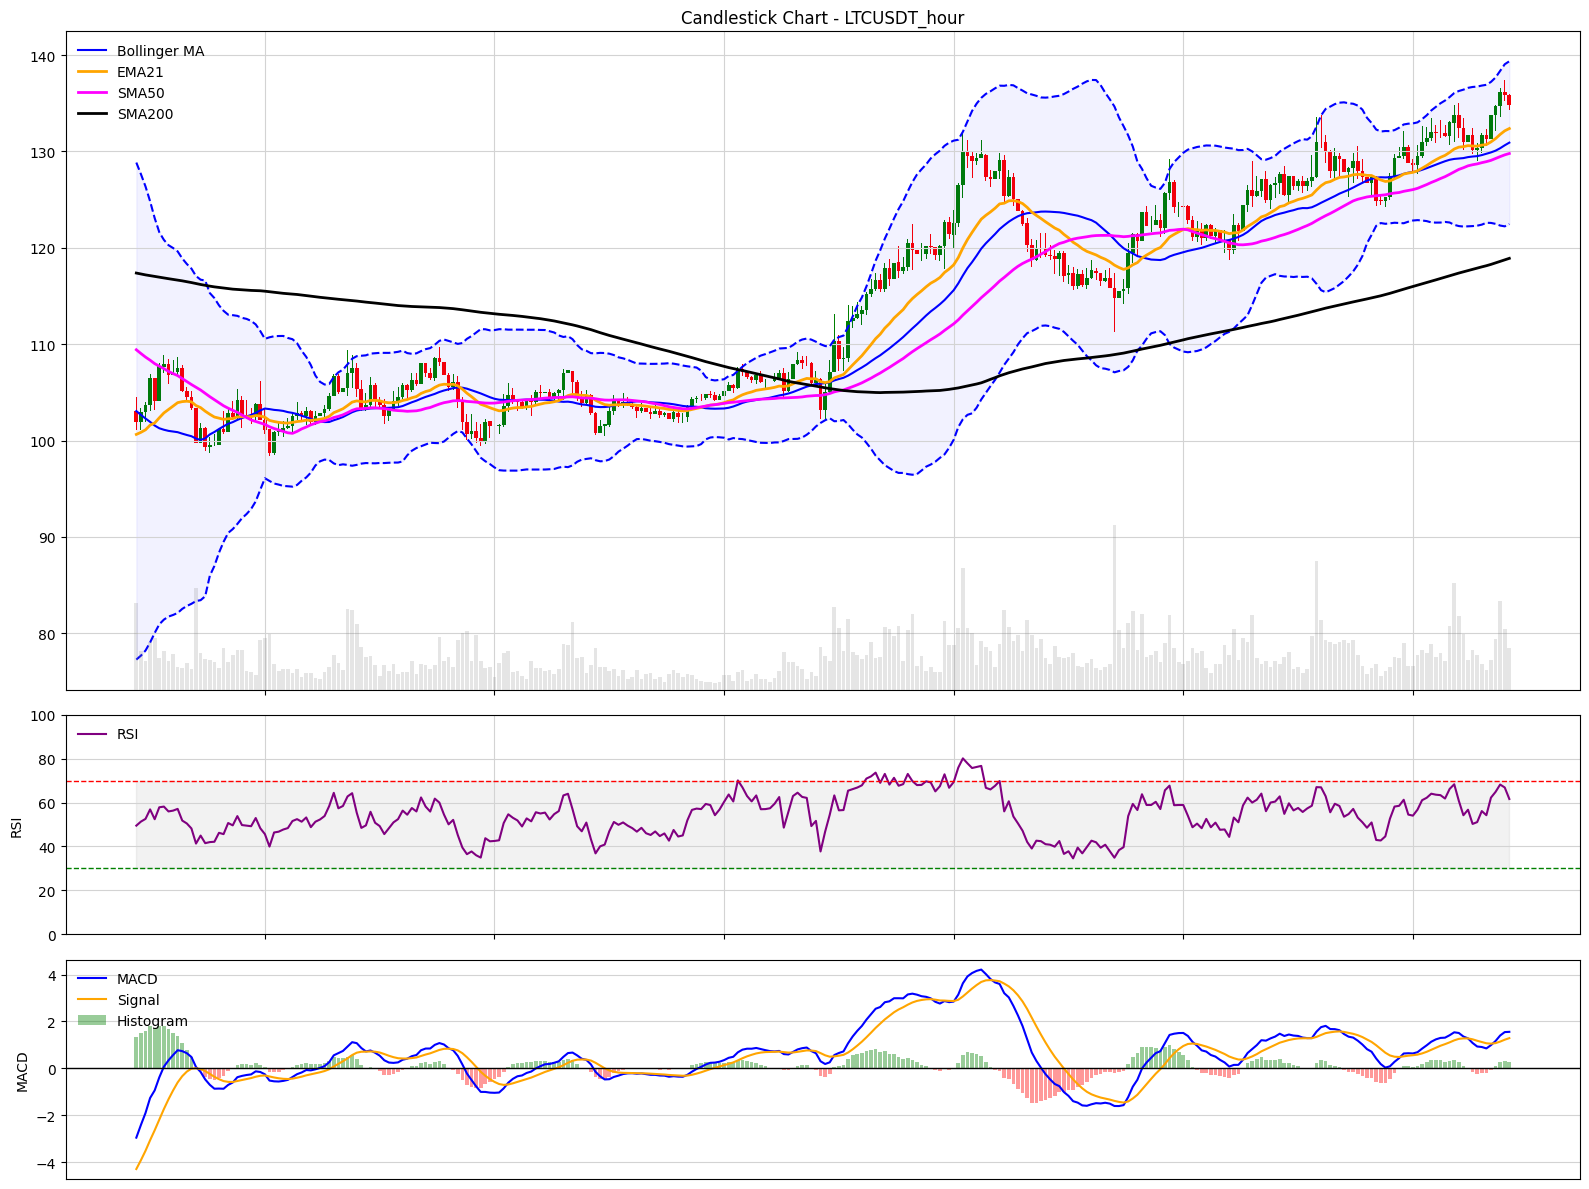 Candlestick Chart - LTCUSDT_hour
Bollinger MA
EMA21
SMA50
SMA200
140
130
120
110
100
90
80
RSI
100
80
60
40
20
0
RSI
MACD
Signal
Histogram
4
2
0
−2
−4
MACD